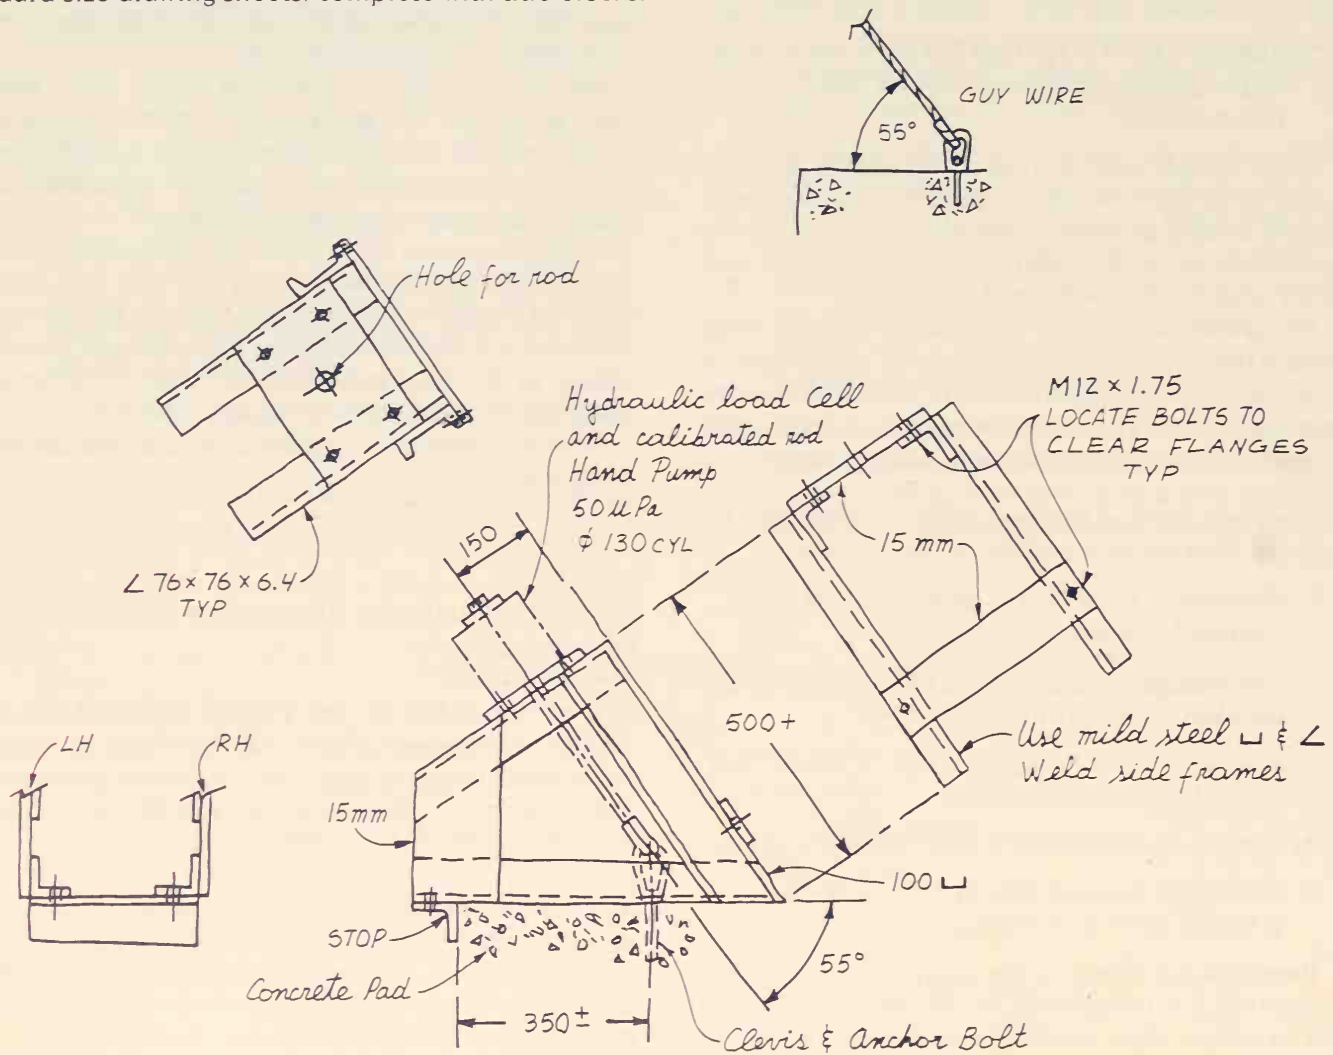 GUY WIRE
55°
Hole for rod
Hydraulic load Cell
and calibrated rod
Hand Pump
50 μPa
φ 130 CYL
M12 × 1.75
LOCATE BOLTS TO
CLEAR FLANGES
TYP
150
15 mm
∠ 76 × 76 × 6.4
TYP
500+
LH
RH
Use mild steel ⊔ & ∠
Weld side frames
15mm
100 ⊔
STOP
55°
Concrete Pad
350±
Clevis & Anchor Bolt